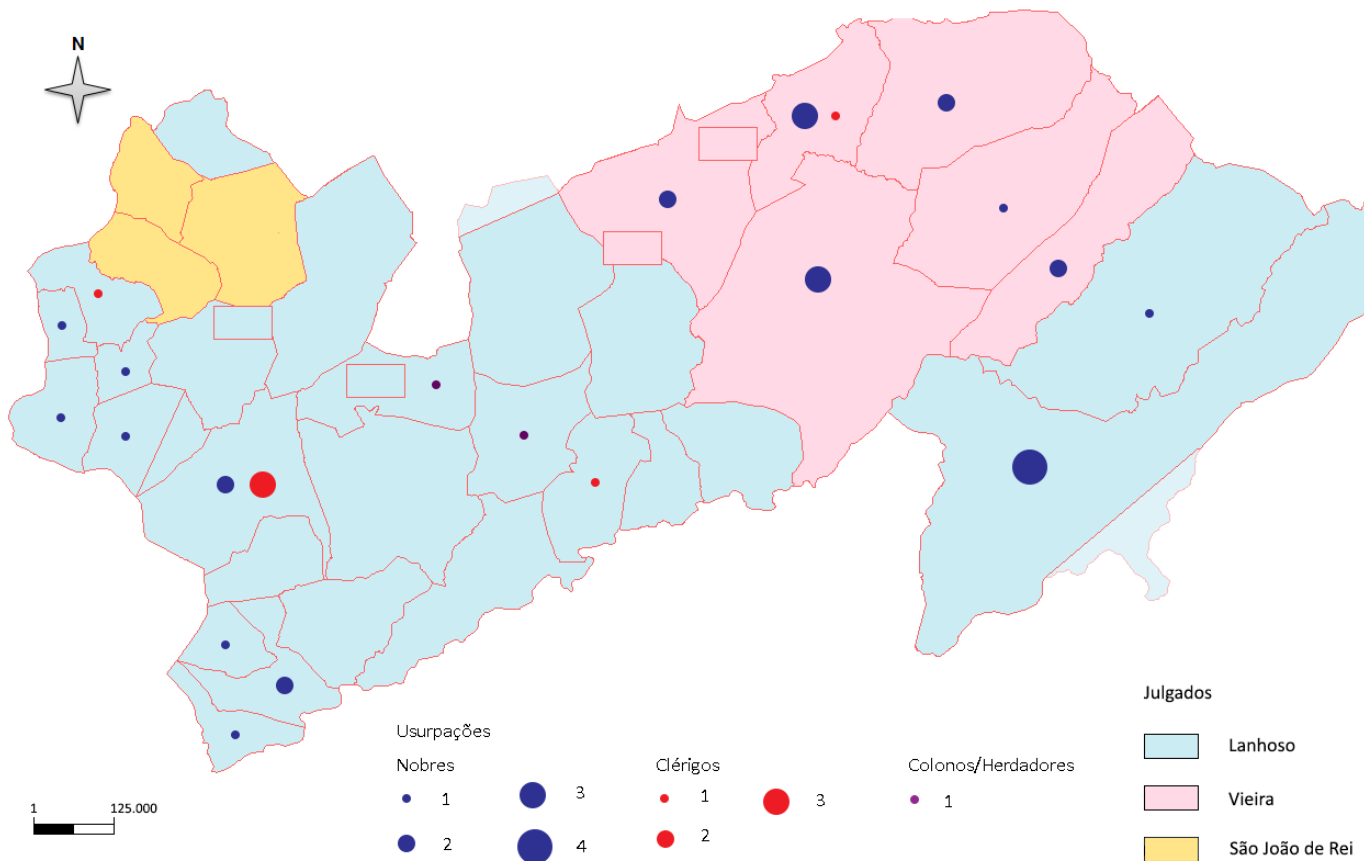 N
Usurpações
Nobres
1
2
3
4
Clérigos
1
2
3
Colonos/Herdadores
1
Julgados
Lanhoso
Vieira
São João de Rei
1 125.000